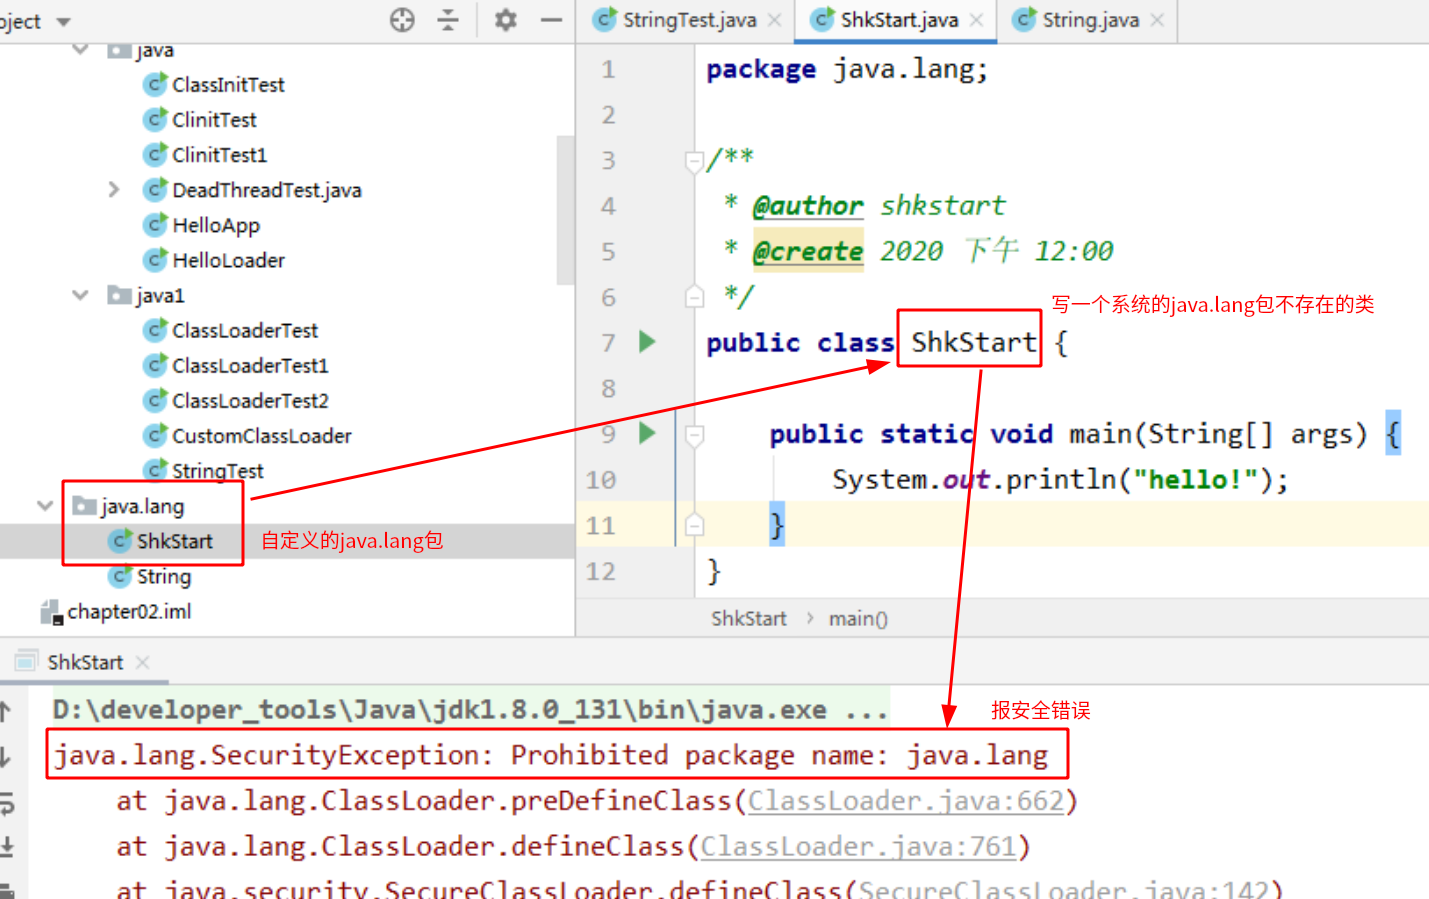 oject
java
ClassInitTest
ClinitTest
ClinitTest1
DeadThreadTest.java
HelloApp
HelloLoader
java1
ClassLoaderTest
ClassLoaderTest1
ClassLoaderTest2
CustomClassLoader
StringTest
java.lang
ShkStart
自定义的java.lang包
String
chapter02.iml
StringTest.java
ShkStart.java
String.java
1 package java.lang;
2
3 /**
4 * @author shkstart
5 * @create 2020 下午 12:00
6 */
写一个系统的java.lang包不存在的类
7 public class ShkStart {
8
9 public static void main(String[] args) {
10 System.out.println("hello!");
11 }
12 }
ShkStart > main()
ShkStart
D:\developer_tools\Java\jdk1.8.0_131\bin\java.exe ...
报安全错误
java.lang.SecurityException: Prohibited package name: java.lang
at java.lang.ClassLoader.preDefineClass(ClassLoader.java:662)
at java.lang.ClassLoader.defineClass(ClassLoader.java:761)
at java.security.SecureClassLoader.defineClass(SecureClassLoader.java:142)